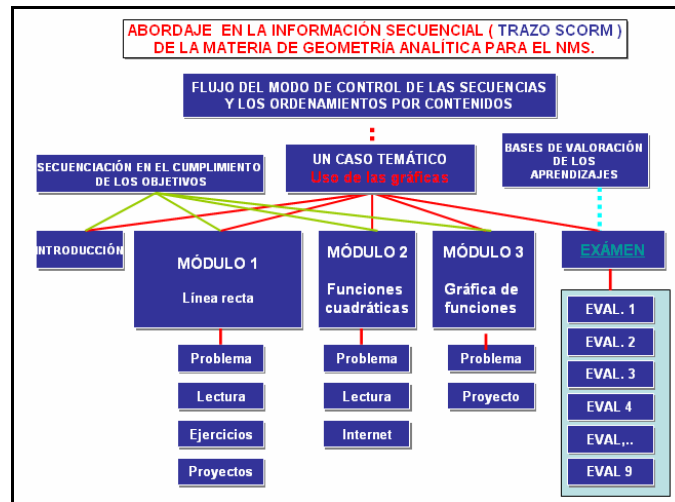 ABORDAJE EN LA INFORMACIÓN SECUENCIAL ( TRAZO SCORM )
DE LA MATERIA DE GEOMETRÍA ANALÍTICA PARA EL NMS.
FLUJO DEL MODO DE CONTROL DE LAS SECUENCIAS
Y LOS ORDENAMIENTOS POR CONTENIDOS
SECUENCIACIÓN EN EL CUMPLIMIENTO
DE LOS OBJETIVOS
UN CASO TEMÁTICO
Uso de las gráficas
BASES DE VALORACIÓN
DE LOS
APRENDIZAJES
INTRODUCCIÓN
MÓDULO 1
Línea recta
MÓDULO 2
Funciones
cuadráticas
MÓDULO 3
Gráfica de
funciones
EXÁMEN
Problema
Lectura
Ejercicios
Proyectos
Problema
Lectura
Internet
Problema
Proyecto
EVAL. 1
EVAL. 2
EVAL. 3
EVAL 4
EVAL,..
EVAL 9